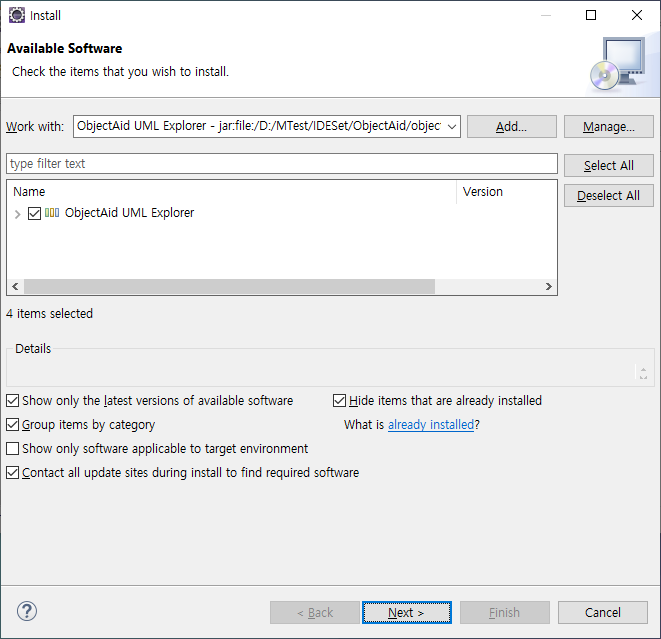 Install
Available Software
Check the items that you wish to install.
Work with: ObjectAid UML Explorer - jar:file:/D:/MTest/IDESet/ObjectAid/object Add... Manage...
type filter text Select All
Name Version Deselect All
ObjectAid UML Explorer
4 items selected
Details
Show only the latest versions of available software Hide items that are already installed
Group items by category What is already installed?
Show only software applicable to target environment
Contact all update sites during install to find required software
? < Back Next > Finish Cancel